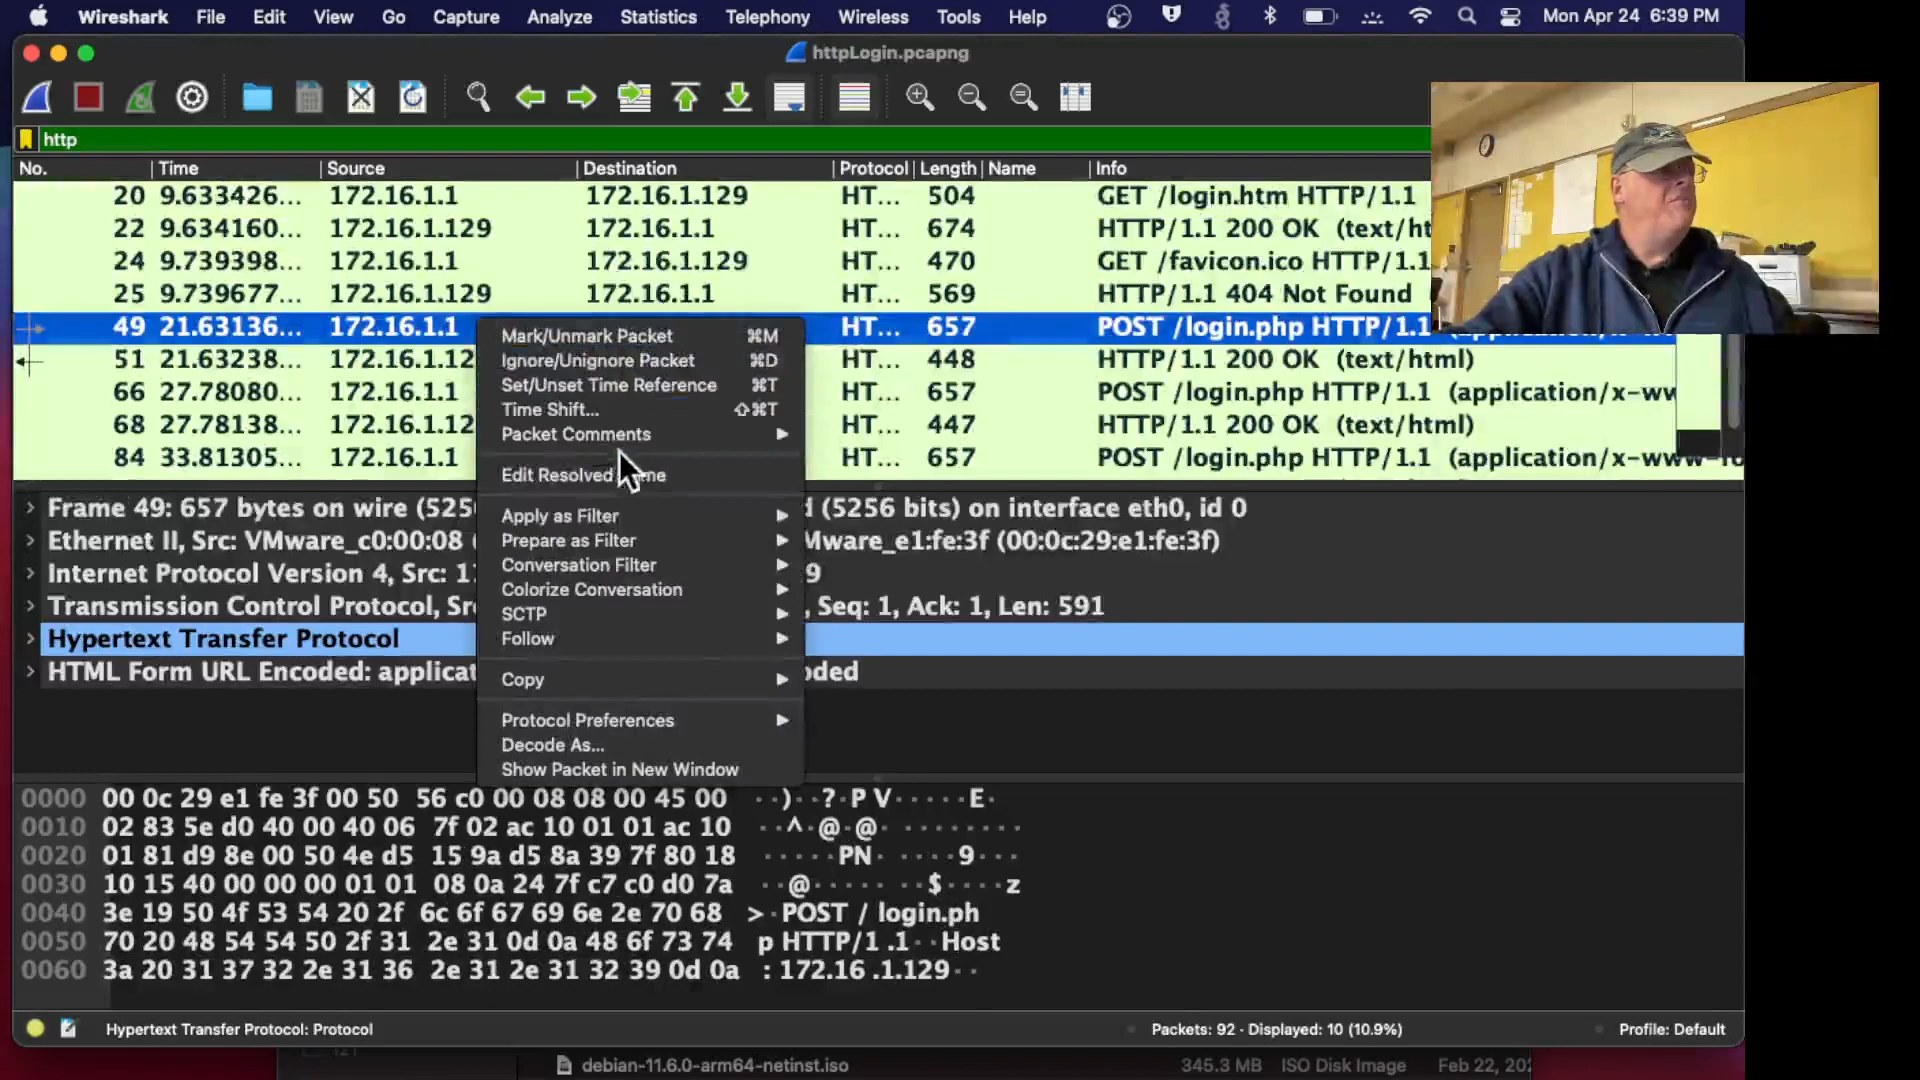 Wireshark File Edit View Go Capture Analyze Statistics Telephony Wireless Tools Help Mon Apr 24 6:39 PM
httpLogin.pcapng
http
No. Time Source Destination Protocol Length Name Info
20 9.633426... 172.16.1.1 172.16.1.129 HT... 504 GET /login.htm HTTP/1.1
22 9.634160... 172.16.1.129 172.16.1.1 HT... 674 HTTP/1.1 200 OK (text/ht
24 9.739398... 172.16.1.1 172.16.1.129 HT... 470 GET /favicon.ico HTTP/1.1
25 9.739677... 172.16.1.129 172.16.1.1 HT... 569 HTTP/1.1 404 Not Found
49 21.63136... 172.16.1.1 HT... 657 POST /login.php HTTP/1.1
51 21.63238... 172.16.1.12 HT... 448 HTTP/1.1 200 OK (text/html)
66 27.78080... 172.16.1.1 HT... 657 POST /login.php HTTP/1.1 (application/x-ww
68 27.78138... 172.16.1.12 HT... 447 HTTP/1.1 200 OK (text/html)
84 33.81305... 172.16.1.1 HT... 657 POST /login.php HTTP/1.1 (application/x-www-fo
Mark/Unmark Packet ⌘M
Ignore/Unignore Packet ⌘D
Set/Unset Time Reference ⌘T
Time Shift... ⇧⌘T
Packet Comments
Edit Resolved me
Apply as Filter
Prepare as Filter
Conversation Filter
Colorize Conversation
SCTP
Follow
Copy
Protocol Preferences
Decode As...
Show Packet in New Window
Frame 49: 657 bytes on wire (525 d (5256 bits) on interface eth0, id 0
Ethernet II, Src: VMware_c0:00:08 ( Mware_e1:fe:3f (00:0c:29:e1:fe:3f)
Internet Protocol Version 4, Src: 1 9
Transmission Control Protocol, Sr , Seq: 1, Ack: 1, Len: 591
Hypertext Transfer Protocol
HTML Form URL Encoded: applicat oded
0000 00 0c 29 e1 fe 3f 00 50 56 c0 00 08 08 00 45 00 ··)··?·P V·····E·
0010 02 83 5e d0 40 00 40 06 7f 02 ac 10 01 01 ac 10 ··^·@·@· ········
0020 01 81 d9 8e 00 50 4e d5 15 9a d5 8a 39 7f 80 18 ·····PN· ····9···
0030 10 15 40 00 00 00 01 01 08 0a 24 7f c7 c0 d0 7a ··@····· ··$····z
0040 3e 19 50 4f 53 54 20 2f 6c 6f 67 69 6e 2e 70 68 >·POST / login.ph
0050 70 20 48 54 54 50 2f 31 2e 31 0d 0a 48 6f 73 74 p HTTP/1 .1··Host
0060 3a 20 31 37 32 2e 31 36 2e 31 2e 31 32 39 0d 0a : 172.16 .1.129··
Hypertext Transfer Protocol: Protocol Packets: 92 · Displayed: 10 (10.9%) Profile: Default
debian-11.6.0-arm64-netinst.iso 345.3 MB ISO Disk Image Feb 22, 202